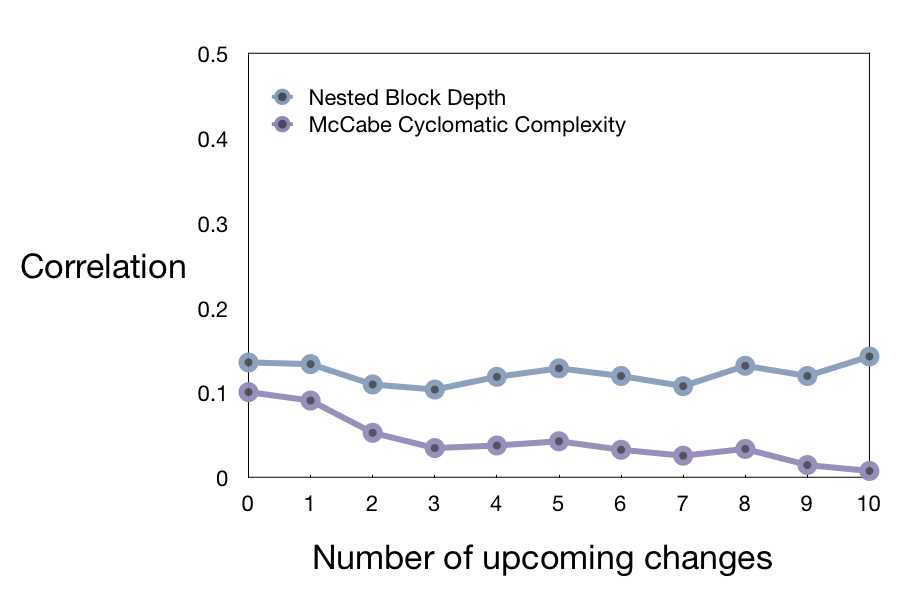 0.5
Nested Block Depth
McCabe Cyclomatic Complexity
0.4
0.3
Correlation
0.2
0.1
0
0 1 2 3 4 5 6 7 8 9 10
Number of upcoming changes